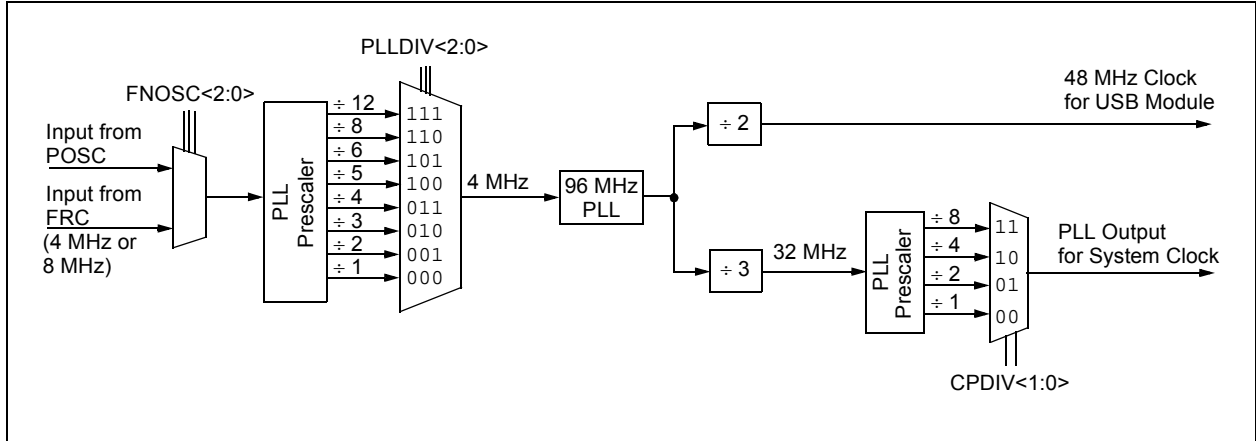 PLLDIV<2:0>
FNOSC<2:0>
Input from
POSC
Input from
FRC
(4 MHz or
8 MHz)
PLL
Prescaler
÷ 12
÷ 8
÷ 6
÷ 5
÷ 4
÷ 3
÷ 2
÷ 1
111
110
101
100
011
010
001
000
4 MHz
96 MHz
PLL
÷ 2
48 MHz Clock
for USB Module
÷ 3
32 MHz
PLL
Prescaler
÷ 8
÷ 4
÷ 2
÷ 1
11
10
01
00
PLL Output
for System Clock
CPDIV<1:0>